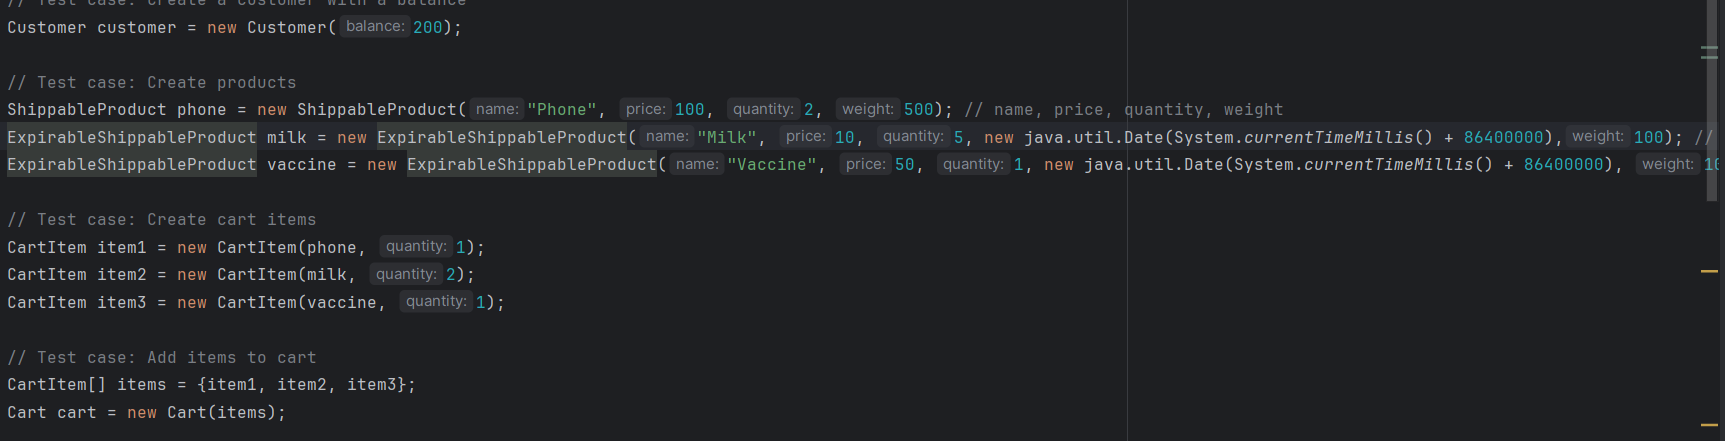 // Test case: Create a customer with a balance
Customer customer = new Customer( balance: 200);
// Test case: Create products
ShippableProduct phone = new ShippableProduct( name: "Phone", price: 100, quantity: 2, weight: 500); // name, price, quantity, weight
ExpirableShippableProduct milk = new ExpirableShippableProduct( name: "Milk", price: 10, quantity: 5, new java.util.Date(System.currentTimeMillis() + 86400000), weight: 100); //
ExpirableShippableProduct vaccine = new ExpirableShippableProduct( name: "Vaccine", price: 50, quantity: 1, new java.util.Date(System.currentTimeMillis() + 86400000), weight: 10
// Test case: Create cart items
CartItem item1 = new CartItem(phone, quantity: 1);
CartItem item2 = new CartItem(milk, quantity: 2);
CartItem item3 = new CartItem(vaccine, quantity: 1);
// Test case: Add items to cart
CartItem[] items = {item1, item2, item3};
Cart cart = new Cart(items);